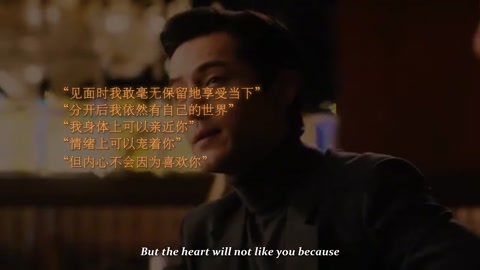 “见面时我敢毫无保留地享受当下”
“分开后我依然有自己的世界”
“我身体上可以亲近你”
“情绪上可以宠着你”
“但内心不会因为喜欢你”
But the heart will not like you because